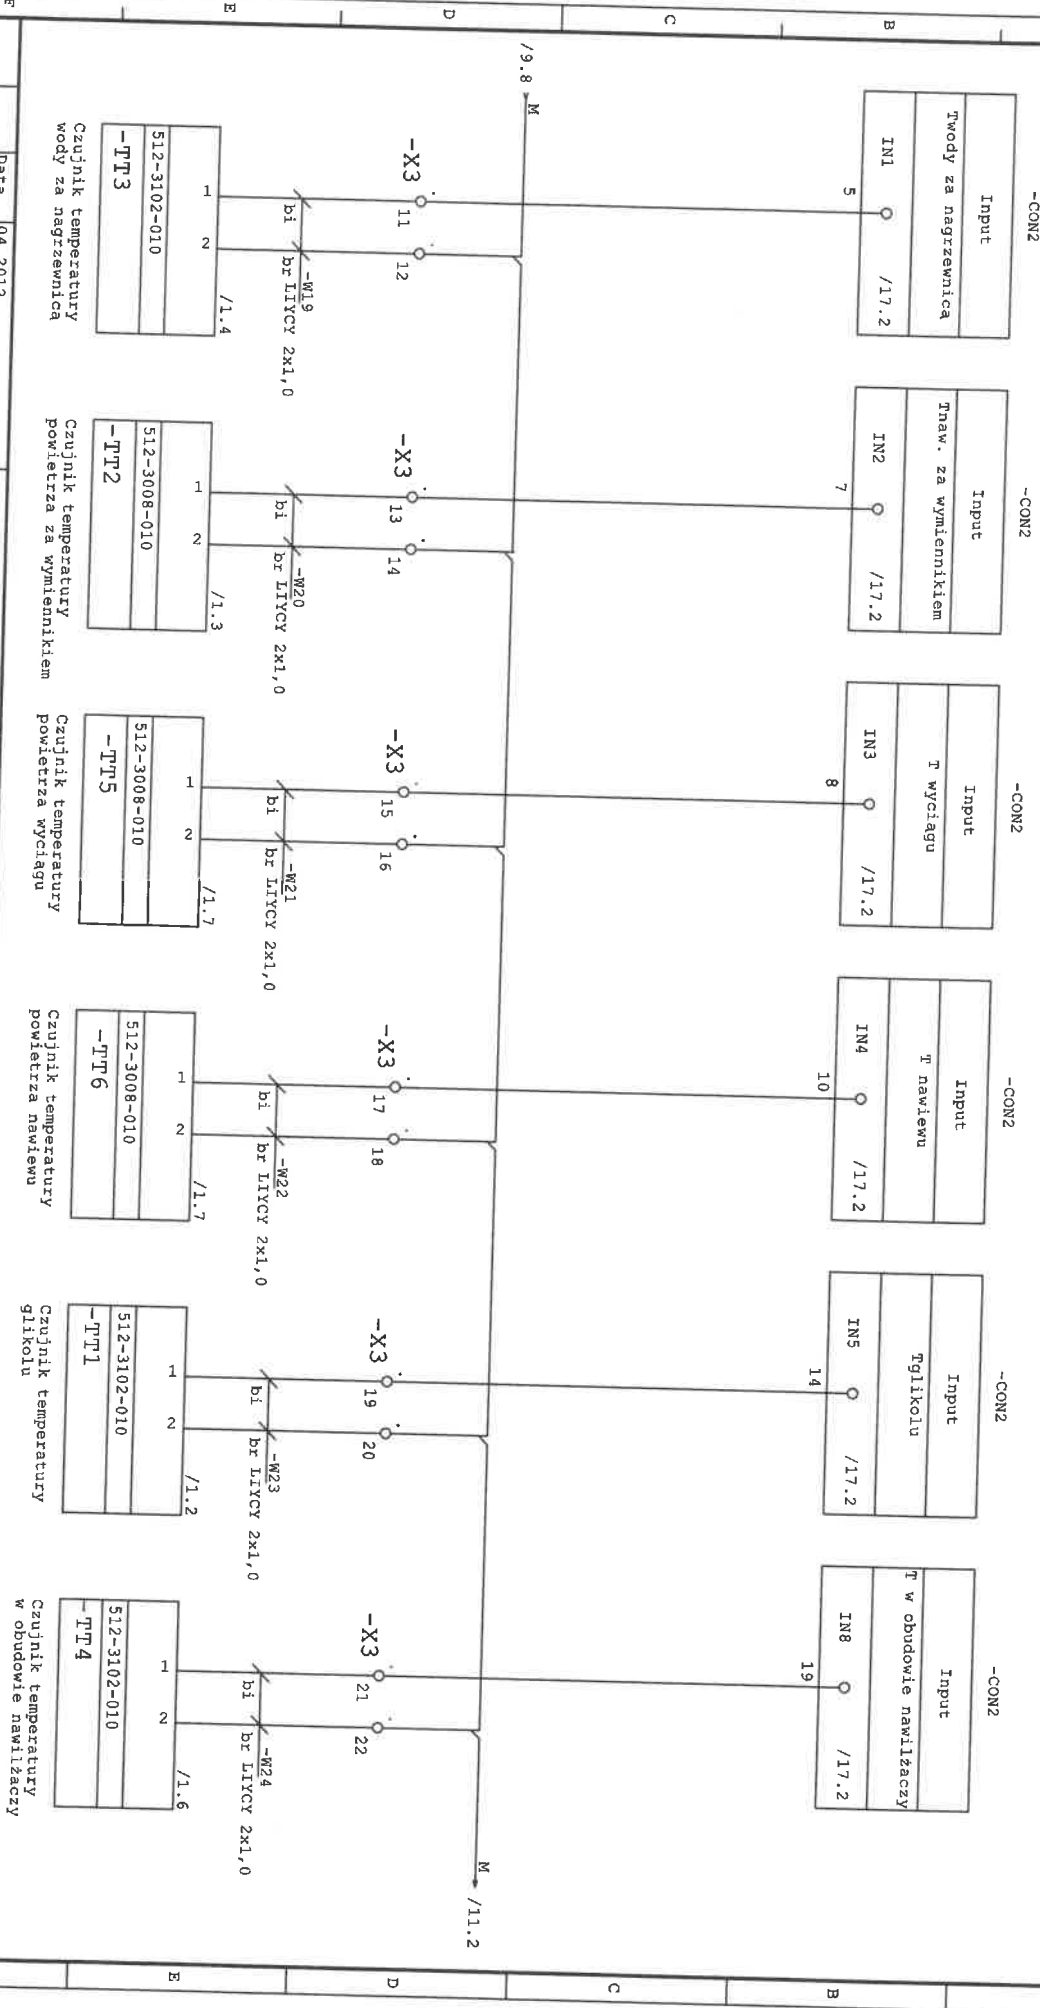 B
C
D
E
F
-CON2
Input
Twody za nagrzewnicą
IN1
/17.2
5
-CON2
Input
Tnaw. za wymiennikiem
IN2
/17.2
7
-CON2
Input
T wyciągu
IN3
/17.2
8
-CON2
Input
T nawiewu
IN4
/17.2
10
-CON2
Input
Tglikolu
IN5
/17.2
14
-CON2
Input
T w obudowie nawilżaczy
IN8
/17.2
19
/9.8
M
M
/11.2
-X3
11
12
-X3
13
14
-X3
15
16
-X3
17
18
-X3
19
20
-X3
21
22
-W19
bi
br LIYCY 2x1,0
-W20
bi
br LIYCY 2x1,0
-W21
bi
br LIYCY 2x1,0
-W22
bi
br LIYCY 2x1,0
-W23
bi
br LIYCY 2x1,0
-W24
bi
br LIYCY 2x1,0
1
2
/1.4
512-3102-010
-TT3
Czujnik temperatury
wody za nagrzewnicą
1
2
/1.3
512-3008-010
-TT2
Czujnik temperatury
powietrza za wymiennikiem
1
2
/1.7
512-3008-010
-TT5
Czujnik temperatury
powietrza wyciągu
1
2
/1.7
512-3008-010
-TT6
Czujnik temperatury
powietrza nawiewu
1
2
/1.2
512-3102-010
-TT1
Czujnik temperatury
glikolu
1
2
/1.6
512-3102-010
-TT4
Czujnik temperatury
w obudowie nawilżaczy
B
C
D
E
Data
04.2013